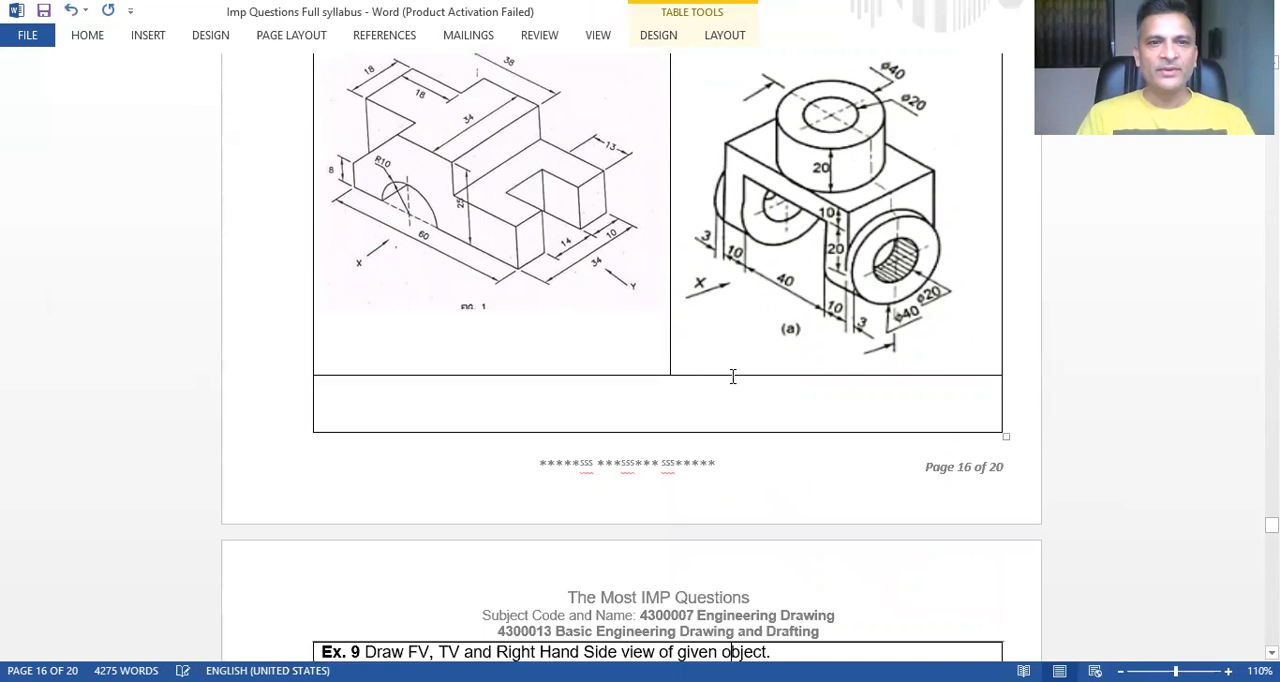 Imp Questions Full syllabus - Word (Product Activation Failed)
TABLE TOOLS
FILE HOME INSERT DESIGN PAGE LAYOUT REFERENCES MAILINGS REVIEW VIEW DESIGN LAYOUT
18
38
18
34
13
8
R10
25
60
14
10
34
X
Y
FIG. 1
ø40
ø20
20
10
20
3
10
40
10
3
X
ø20
ø40
(a)
*****sss ***sss*** sss*****
Page 16 of 20
The Most IMP Questions
Subject Code and Name: 4300007 Engineering Drawing
4300013 Basic Engineering Drawing and Drafting
Ex. 9 Draw FV, TV and Right Hand Side view of given object.
PAGE 16 OF 20 4275 WORDS ENGLISH (UNITED STATES) 110%